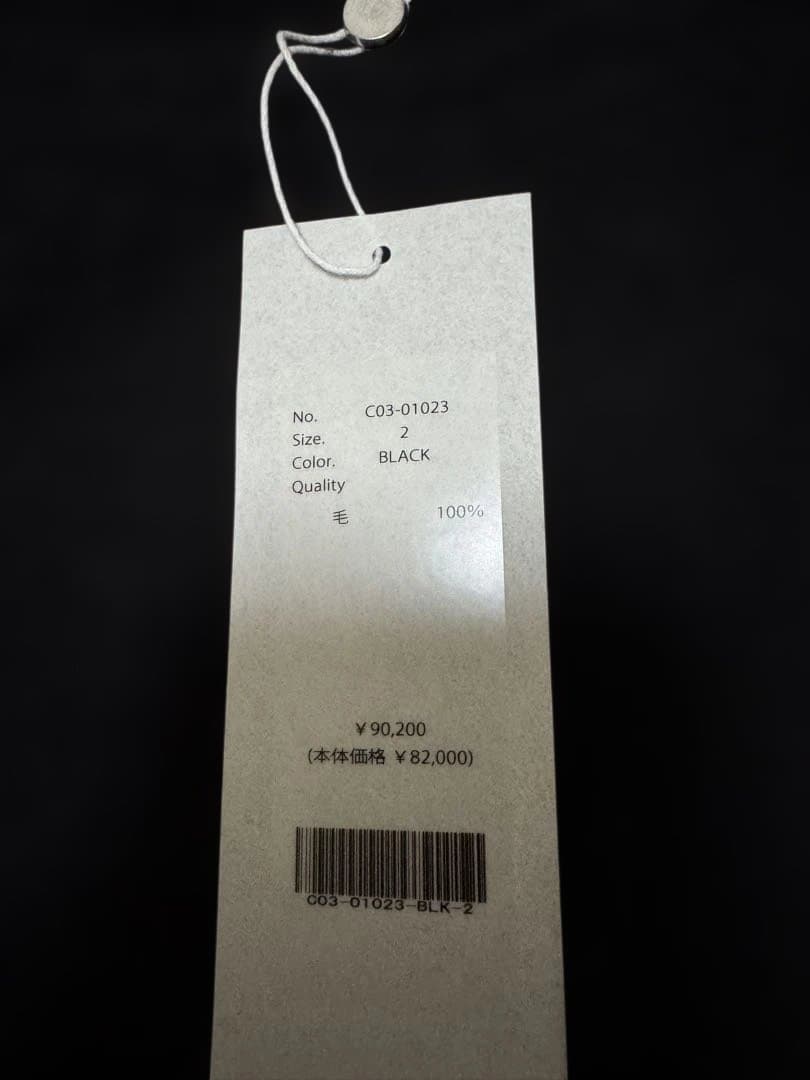 No. C03-01023
Size. 2
Color. BLACK
Quality
毛 100%
￥90,200
(本体価格 ￥82,000)
C03-01023-BLK-2